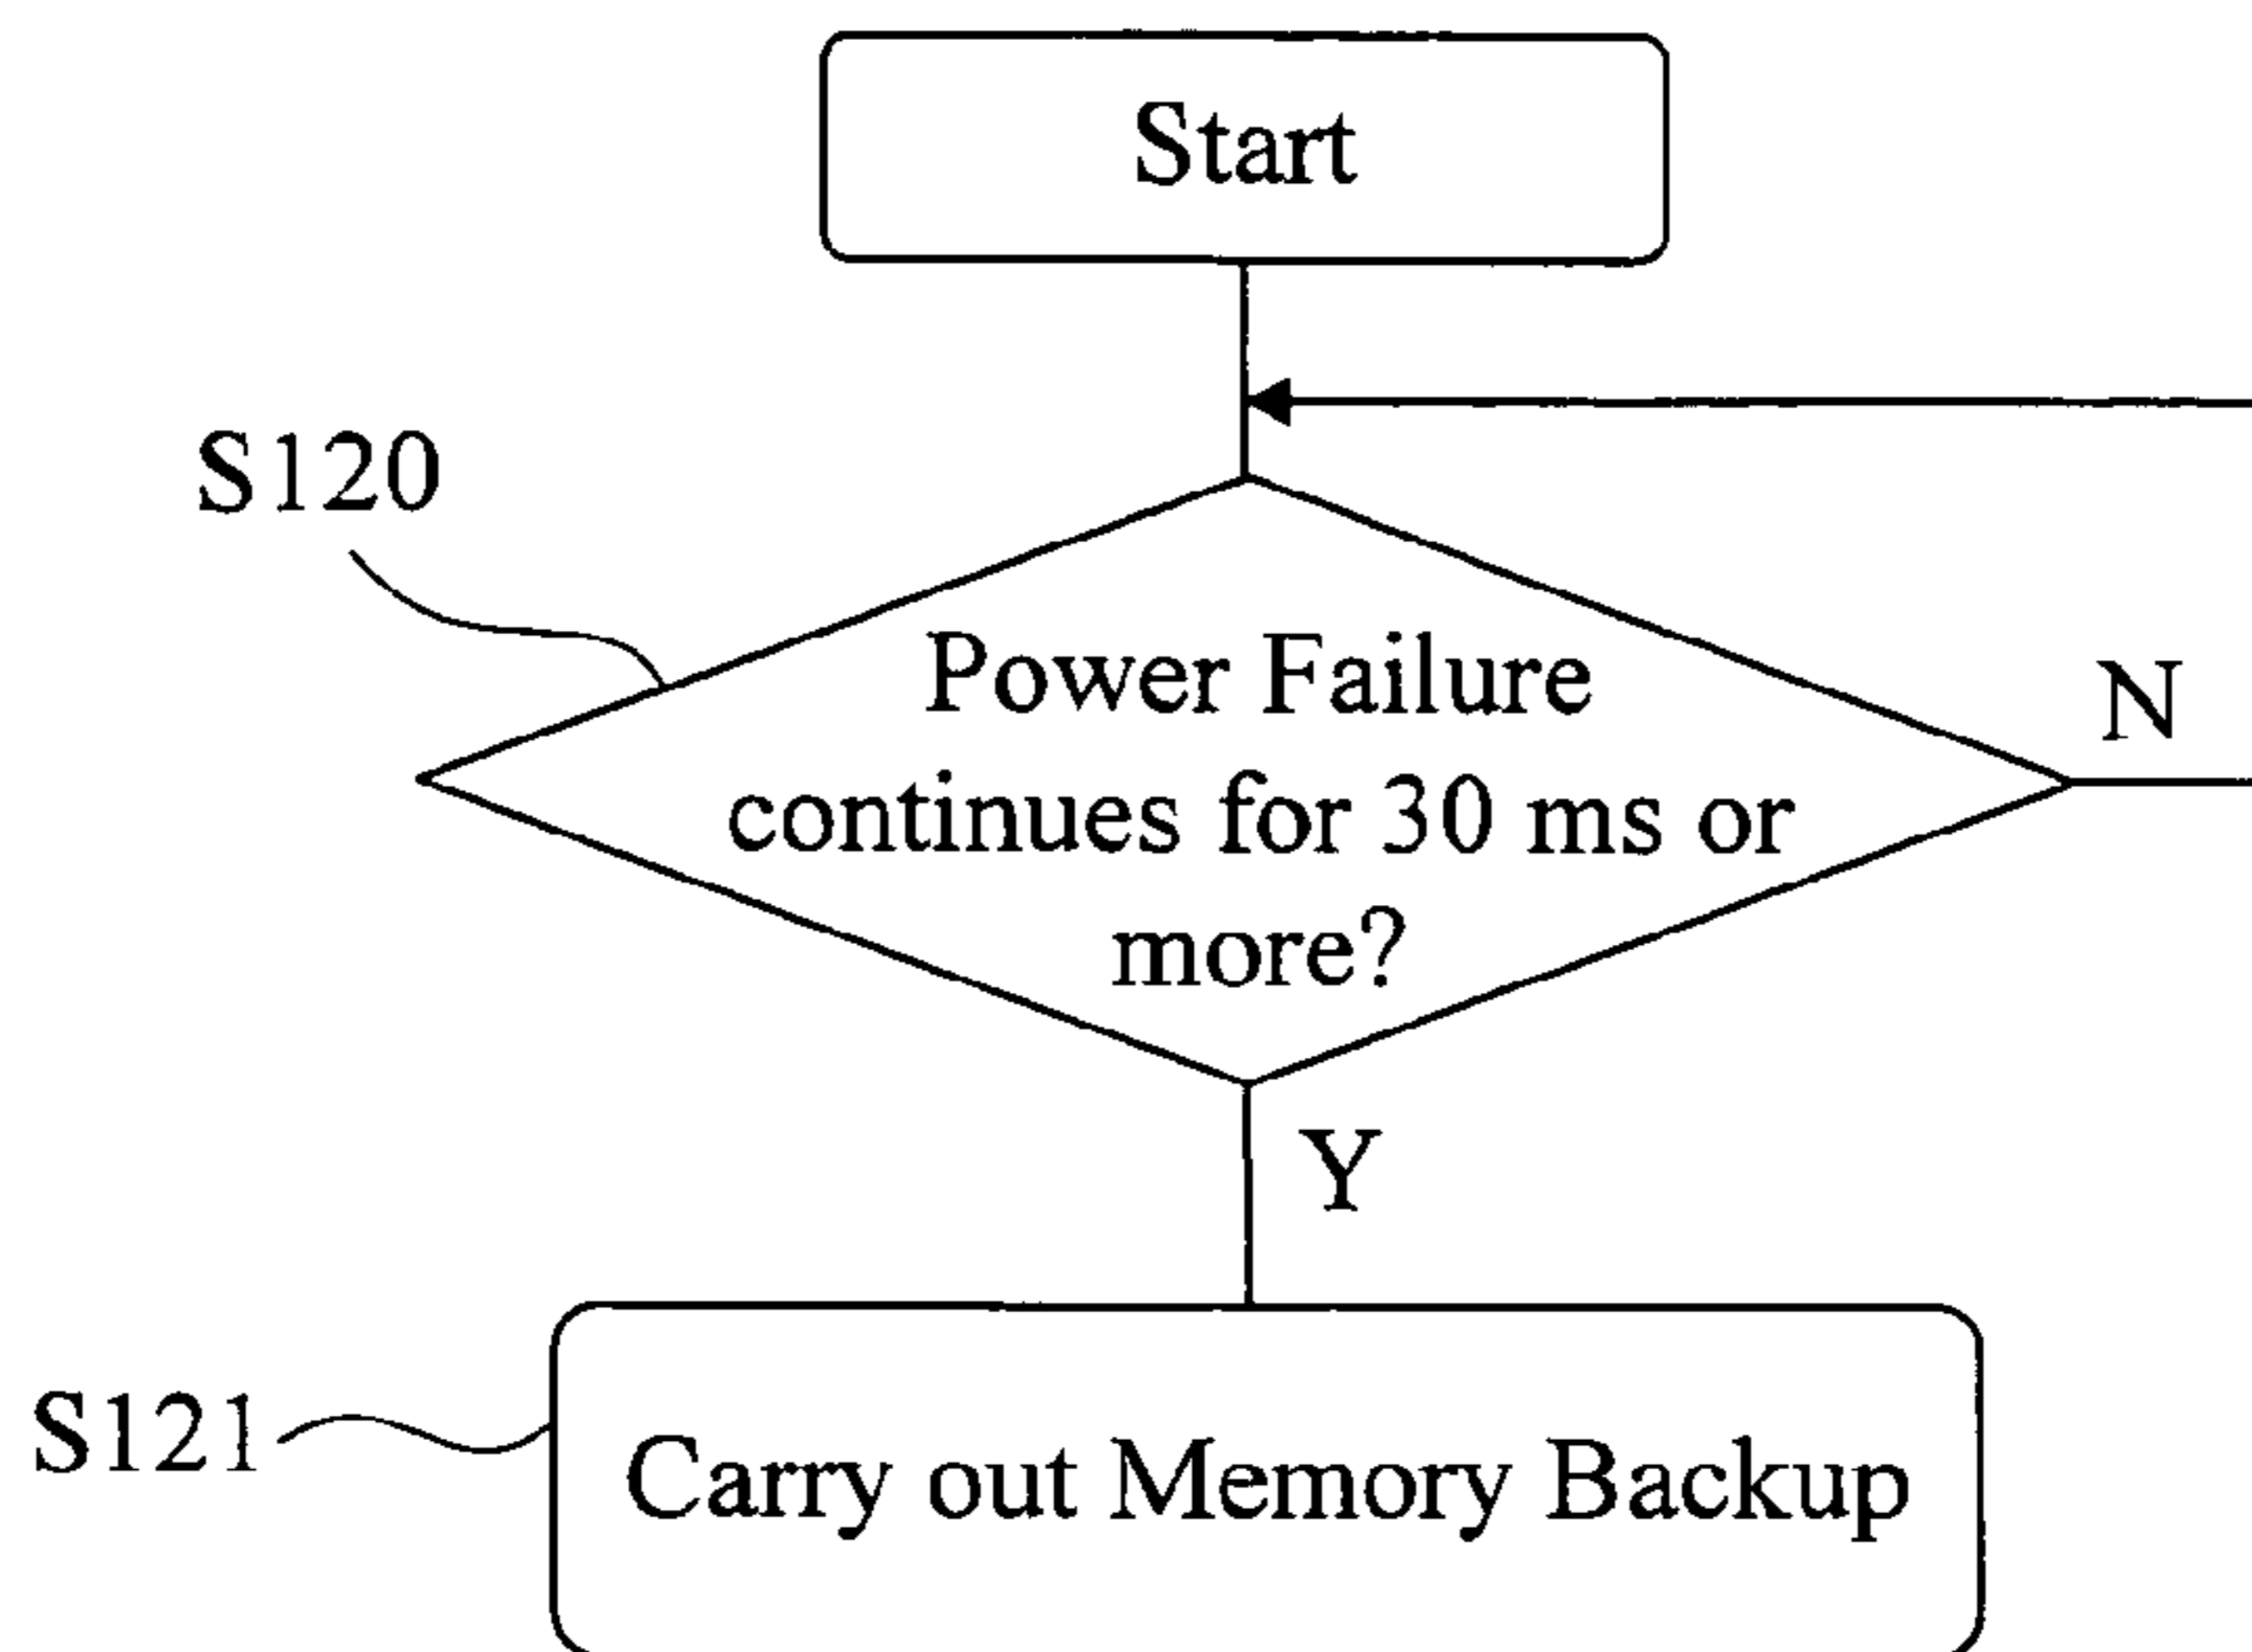 Start
S120
Power Failure
continues for 30 ms or
more?
N
Y
S121
Carry out Memory Backup